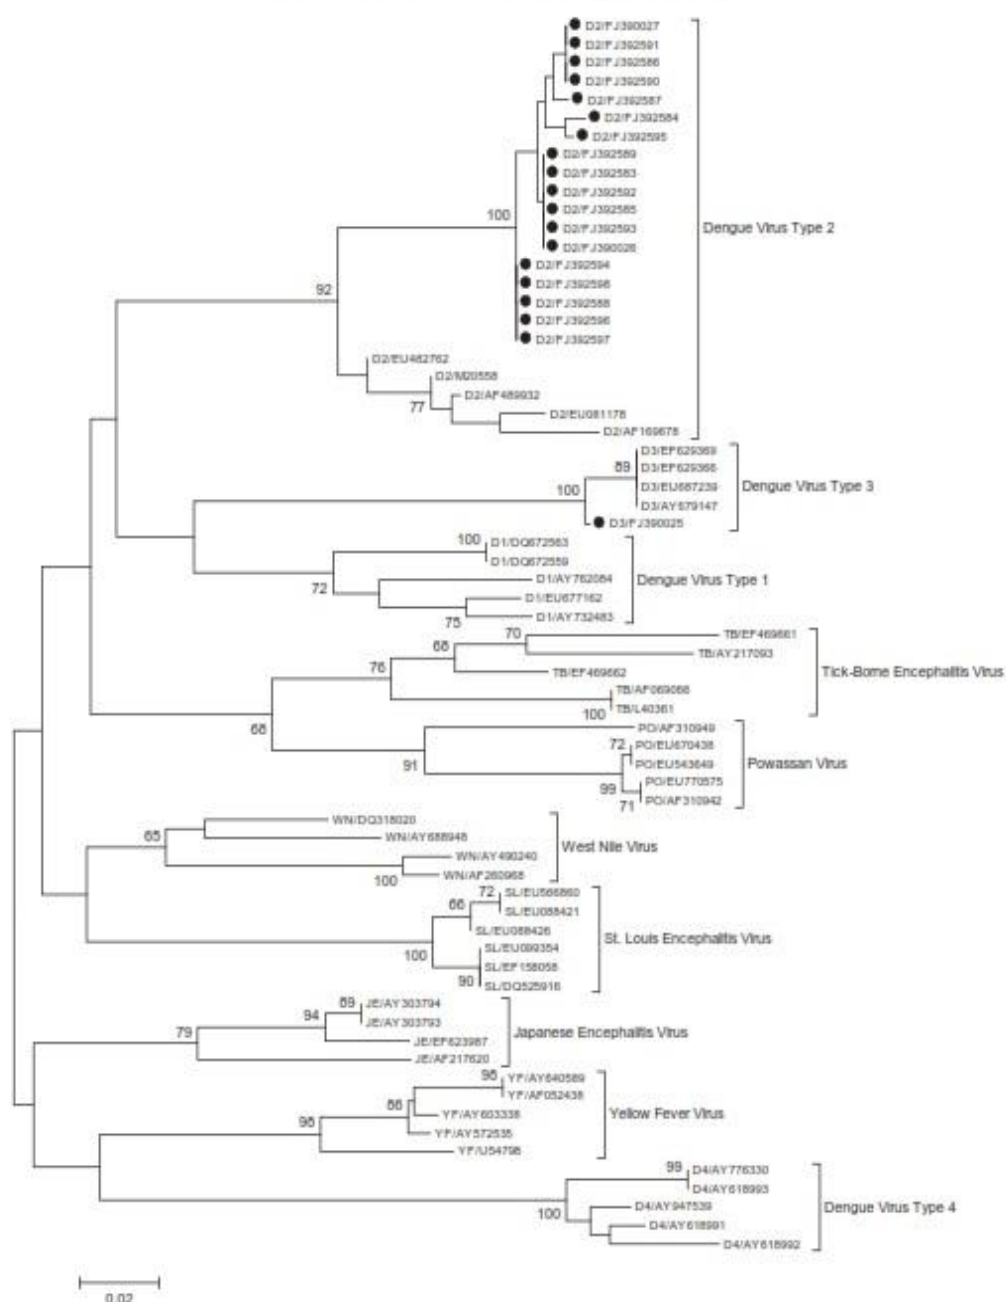 D2/FJ390027
D2/FJ392591
D2/FJ392586
D2/FJ392590
D2/FJ392587
D2/FJ392584
D2/FJ392595
D2/FJ392589
D2/FJ392583
D2/FJ392592
D2/FJ392585
D2/FJ392593
D2/FJ390026
100
Dengue Virus Type 2
D2/FJ392594
D2/FJ392598
D2/FJ392588
D2/FJ392596
D2/FJ392597
92
D2/EU482762
D2/M20558
D2/AF489932
77
D2/EU081178
D2/AF169678
D3/EF629369
D3/EF629366
D3/EU687239
D3/AY679147
89
100
D3/FJ390025
Dengue Virus Type 3
100
D1/DQ672563
D1/DQ672559
D1/AY762084
72
D1/EU677162
D1/AY732483
75
Dengue Virus Type 1
70
TB/EF469661
TB/AY217093
68
TB/EF469662
76
TB/AF069066
TB/L40361
100
Tick-Borne Encephalitis Virus
68
PO/AF310949
72
PO/EU670438
PO/EU543649
91
99
PO/EU770575
71
PO/AF310942
Powassan Virus
WN/DQ318020
65
WN/AY688948
WN/AY490240
100
WN/AF260968
West Nile Virus
72
SL/EU566860
SL/EU088421
66
SL/EU088426
100
SL/EU099354
SL/EF158058
90
SL/DQ525916
St. Louis Encephalitis Virus
89
JE/AY303794
JE/AY303793
94
79
JE/EF623987
JE/AF217620
Japanese Encephalitis Virus
98
YF/AY640589
YF/AF052438
86
YF/AY603338
98
YF/AY572535
YF/U54798
Yellow Fever Virus
99
D4/AY776330
D4/AY618993
100
D4/AY947539
D4/AY618991
D4/AY618992
Dengue Virus Type 4
0.02